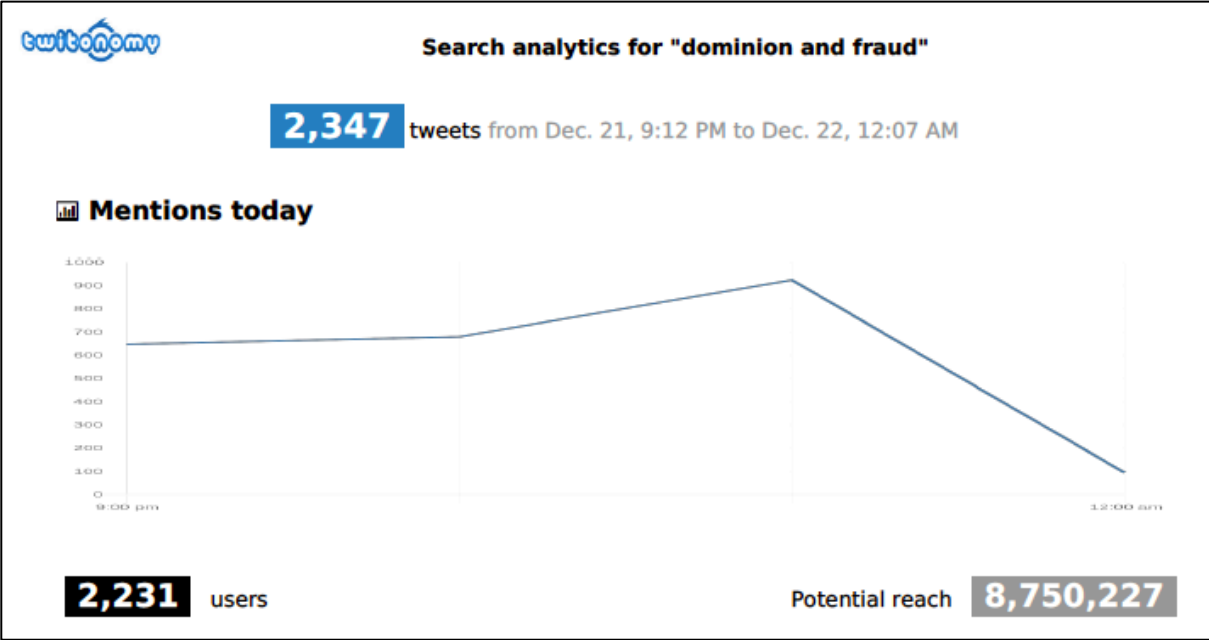 twitonomy
Search analytics for "dominion and fraud"
2,347 tweets from Dec. 21, 9:12 PM to Dec. 22, 12:07 AM
Mentions today
1000
900
800
700
600
500
400
300
200
100
0
9:00 pm 12:00 am
2,231 users Potential reach 8,750,227